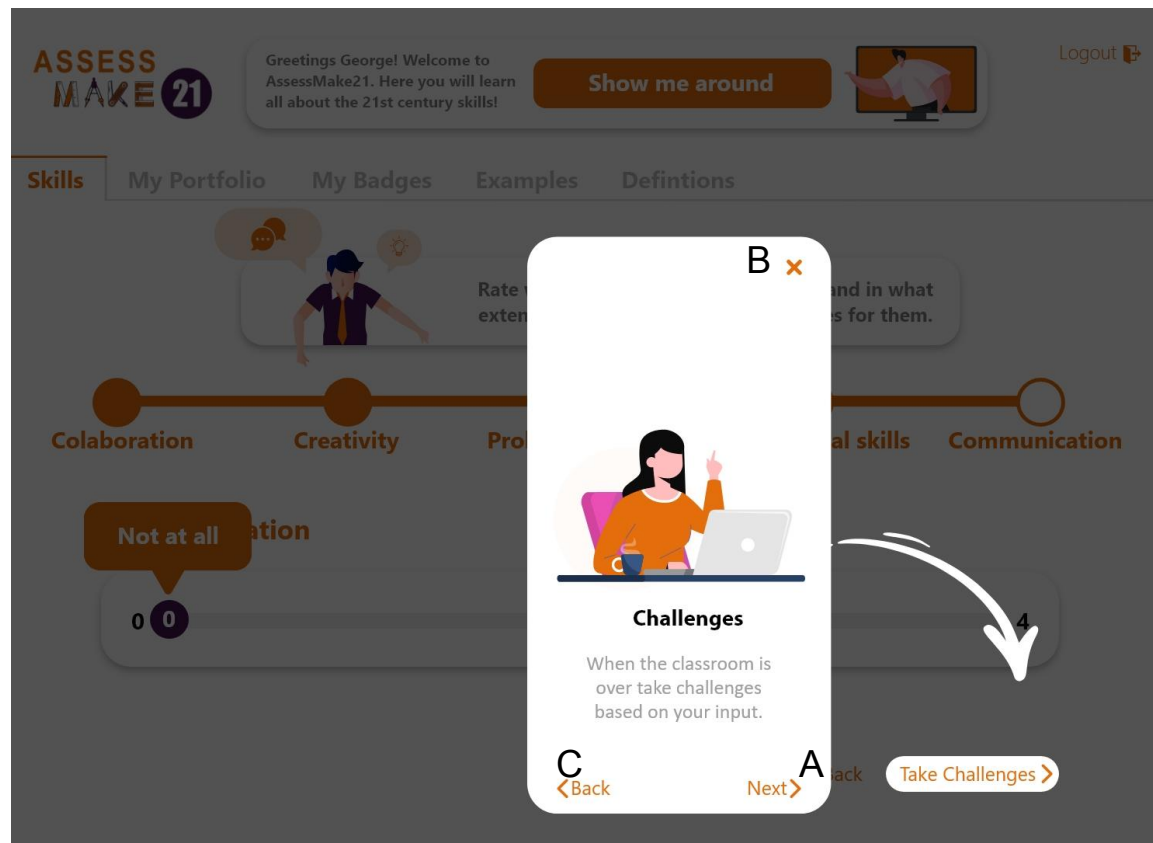 ASSESS
MAKE 21
Greetings George! Welcome to
AssessMake21. Here you will learn
all about the 21st century skills!
Show me around
Logout
Skills
My Portfolio
My Badges
Examples
Defintions
Rate
exten
and in what
s for them.
Colaboration
Creativity
Prol
al skills
Communication
Not at all
ation
0
0
4
B
Challenges
When the classroom is
over take challenges
based on your input.
C
A
Back
Next
ack
Take Challenges